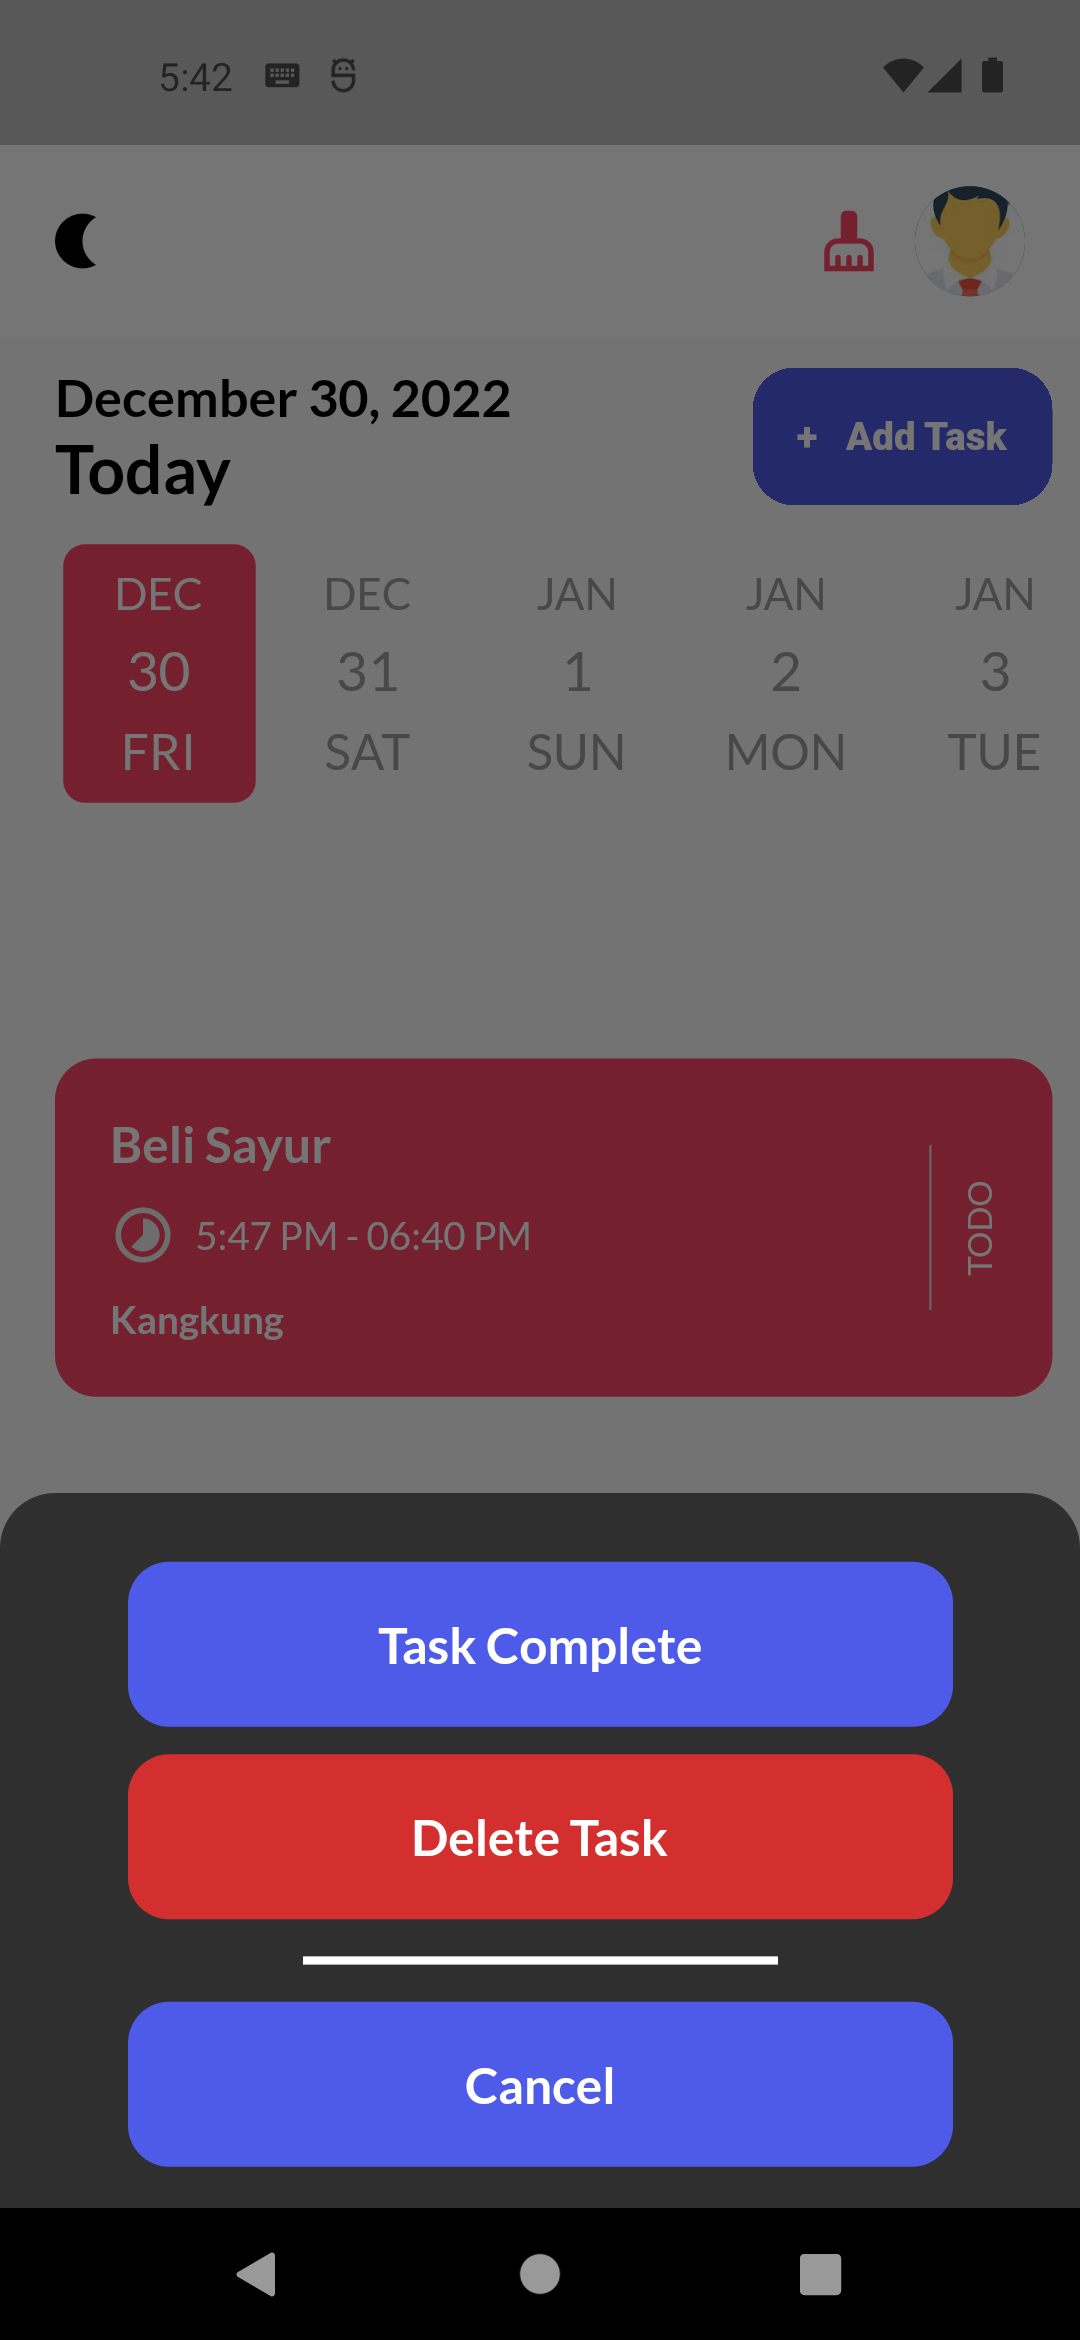 5:42
December 30, 2022
Today
+ Add Task
DEC DEC JAN JAN JAN
30 31 1 2 3
FRI SAT SUN MON TUE
Beli Sayur
5:47 PM - 06:40 PM
Kangkung
TODO
Task Complete
Delete Task
Cancel